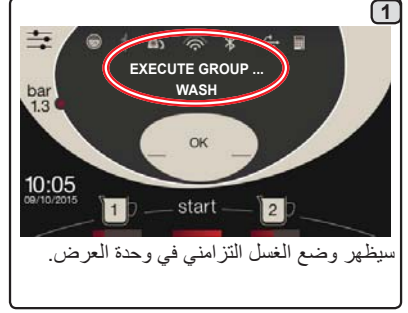 1
EXECUTE GROUP ...
WASH
bar
1.3
OK
10:05
09/10/2015
1
start
2
سيظهر وضع الغسل التزامني في وحدة العرض.